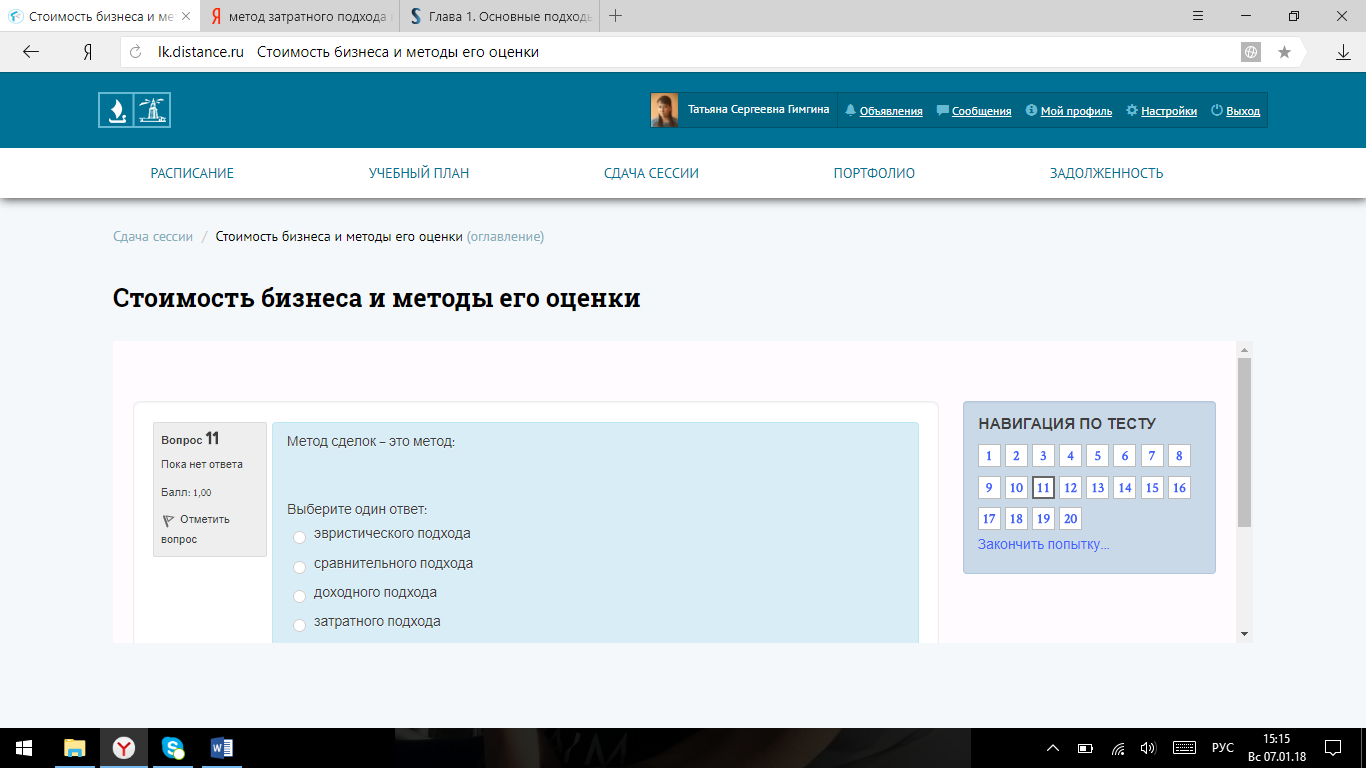 Стоимость бизнеса и ме
метод затратного подхода
Глава 1. Основные подходы
lk.distance.ru Стоимость бизнеса и методы его оценки
Татьяна Сергеевна Гимгина Объявления Сообщения Мой профиль Настройки Выход
РАСПИСАНИЕ УЧЕБНЫЙ ПЛАН СДАЧА СЕССИИ ПОРТФОЛИО ЗАДОЛЖЕННОСТЬ
Сдача сессии / Стоимость бизнеса и методы его оценки (оглавление)
Стоимость бизнеса и методы его оценки
Вопрос 11
Пока нет ответа
Балл: 1,00
Отметить
вопрос
Метод сделок – это метод:
Выберите один ответ:
эвристического подхода
сравнительного подхода
доходного подхода
затратного подхода
НАВИГАЦИЯ ПО ТЕСТУ
1 2 3 4 5 6 7 8
9 10 11 12 13 14 15 16
17 18 19 20
Закончить попытку...
РУС
15:15
Вс 07.01.18